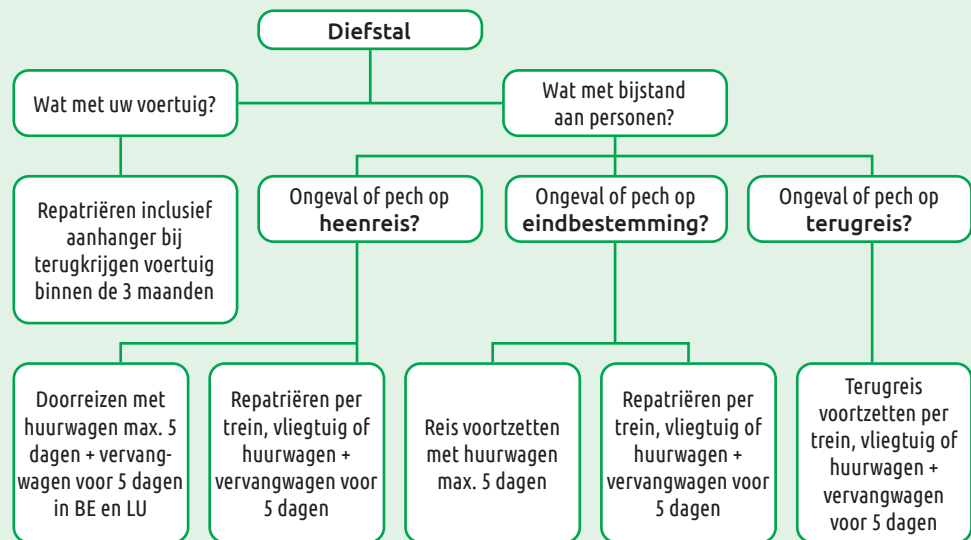 Diefstal
Wat met uw voertuig?
Wat met bijstand
aan personen?
Repatriëren inclusief
aanhanger bij
terugkrijgen voertuig
binnen de 3 maanden
Ongeval of pech op
heenreis?
Ongeval of pech op
eindbestemming?
Ongeval of pech op
terugreis?
Doorreizen met
huurwagen max. 5
dagen + vervang-
wagen voor 5 dagen
in BE en LU
Repatriëren per
trein, vliegtuig of
huurwagen +
vervangwagen voor
5 dagen
Reis voortzetten
met huurwagen
max. 5 dagen
Repatriëren per
trein, vliegtuig of
huurwagen +
vervangwagen voor
5 dagen
Terugreis
voortzetten per
trein, vliegtuig of
huurwagen +
vervangwagen
voor 5 dagen